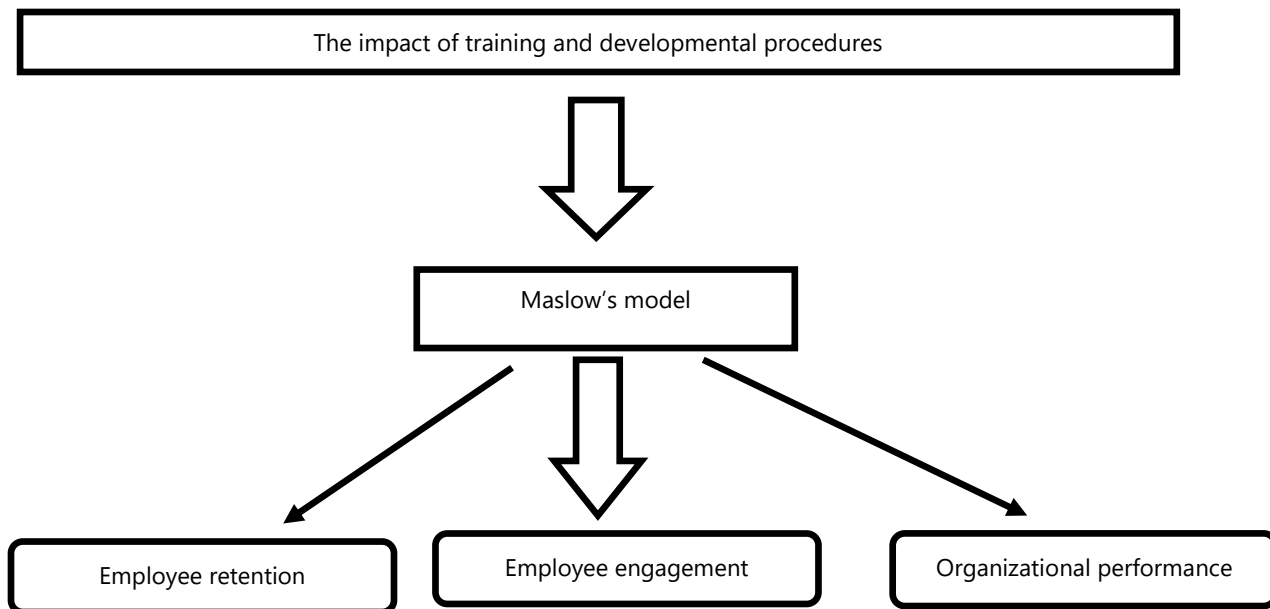 The impact of training and developmental procedures
Maslow’s model
Employee retention
Employee engagement
Organizational performance